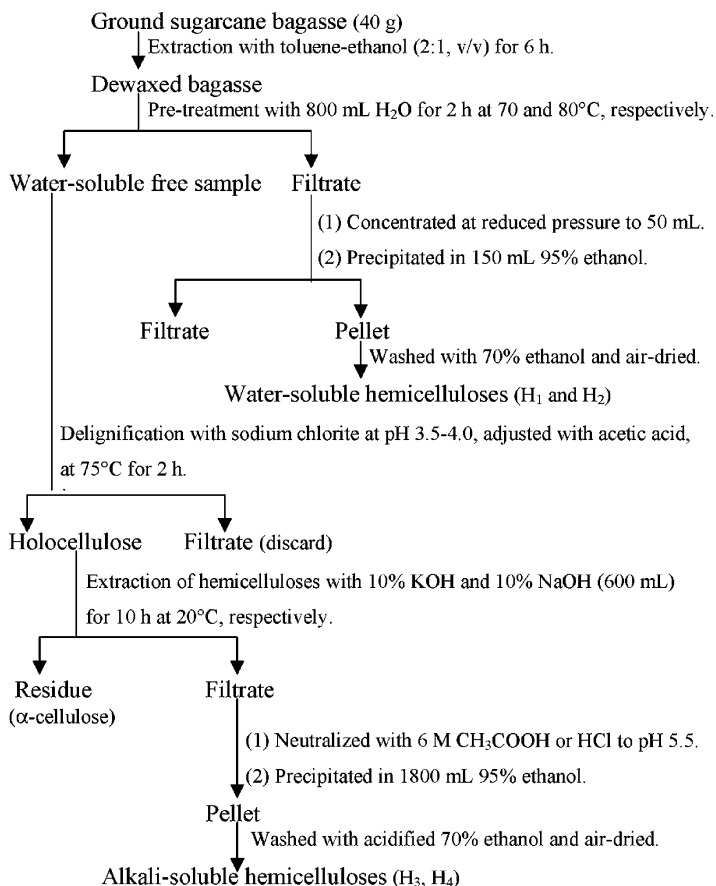 Ground sugarcane bagasse (40 g)
Extraction with toluene-ethanol (2:1, v/v) for 6 h.
Dewaxed bagasse
Pre-treatment with 800 mL H₂O for 2 h at 70 and 80°C, respectively.
Water-soluble free sample Filtrate
(1) Concentrated at reduced pressure to 50 mL.
(2) Precipitated in 150 mL 95% ethanol.
Filtrate Pellet
Washed with 70% ethanol and air-dried.
Water-soluble hemicelluloses (H₁ and H₂)
Delignification with sodium chlorite at pH 3.5-4.0, adjusted with acetic acid,
at 75°C for 2 h.
Holocellulose Filtrate (discard)
Extraction of hemicelluloses with 10% KOH and 10% NaOH (600 mL)
for 10 h at 20°C, respectively.
Residue Filtrate
(α-cellulose)
(1) Neutralized with 6 M CH₃COOH or HCl to pH 5.5.
(2) Precipitated in 1800 mL 95% ethanol.
Pellet
Washed with acidified 70% ethanol and air-dried.
Alkali-soluble hemicelluloses (H₃, H₄)